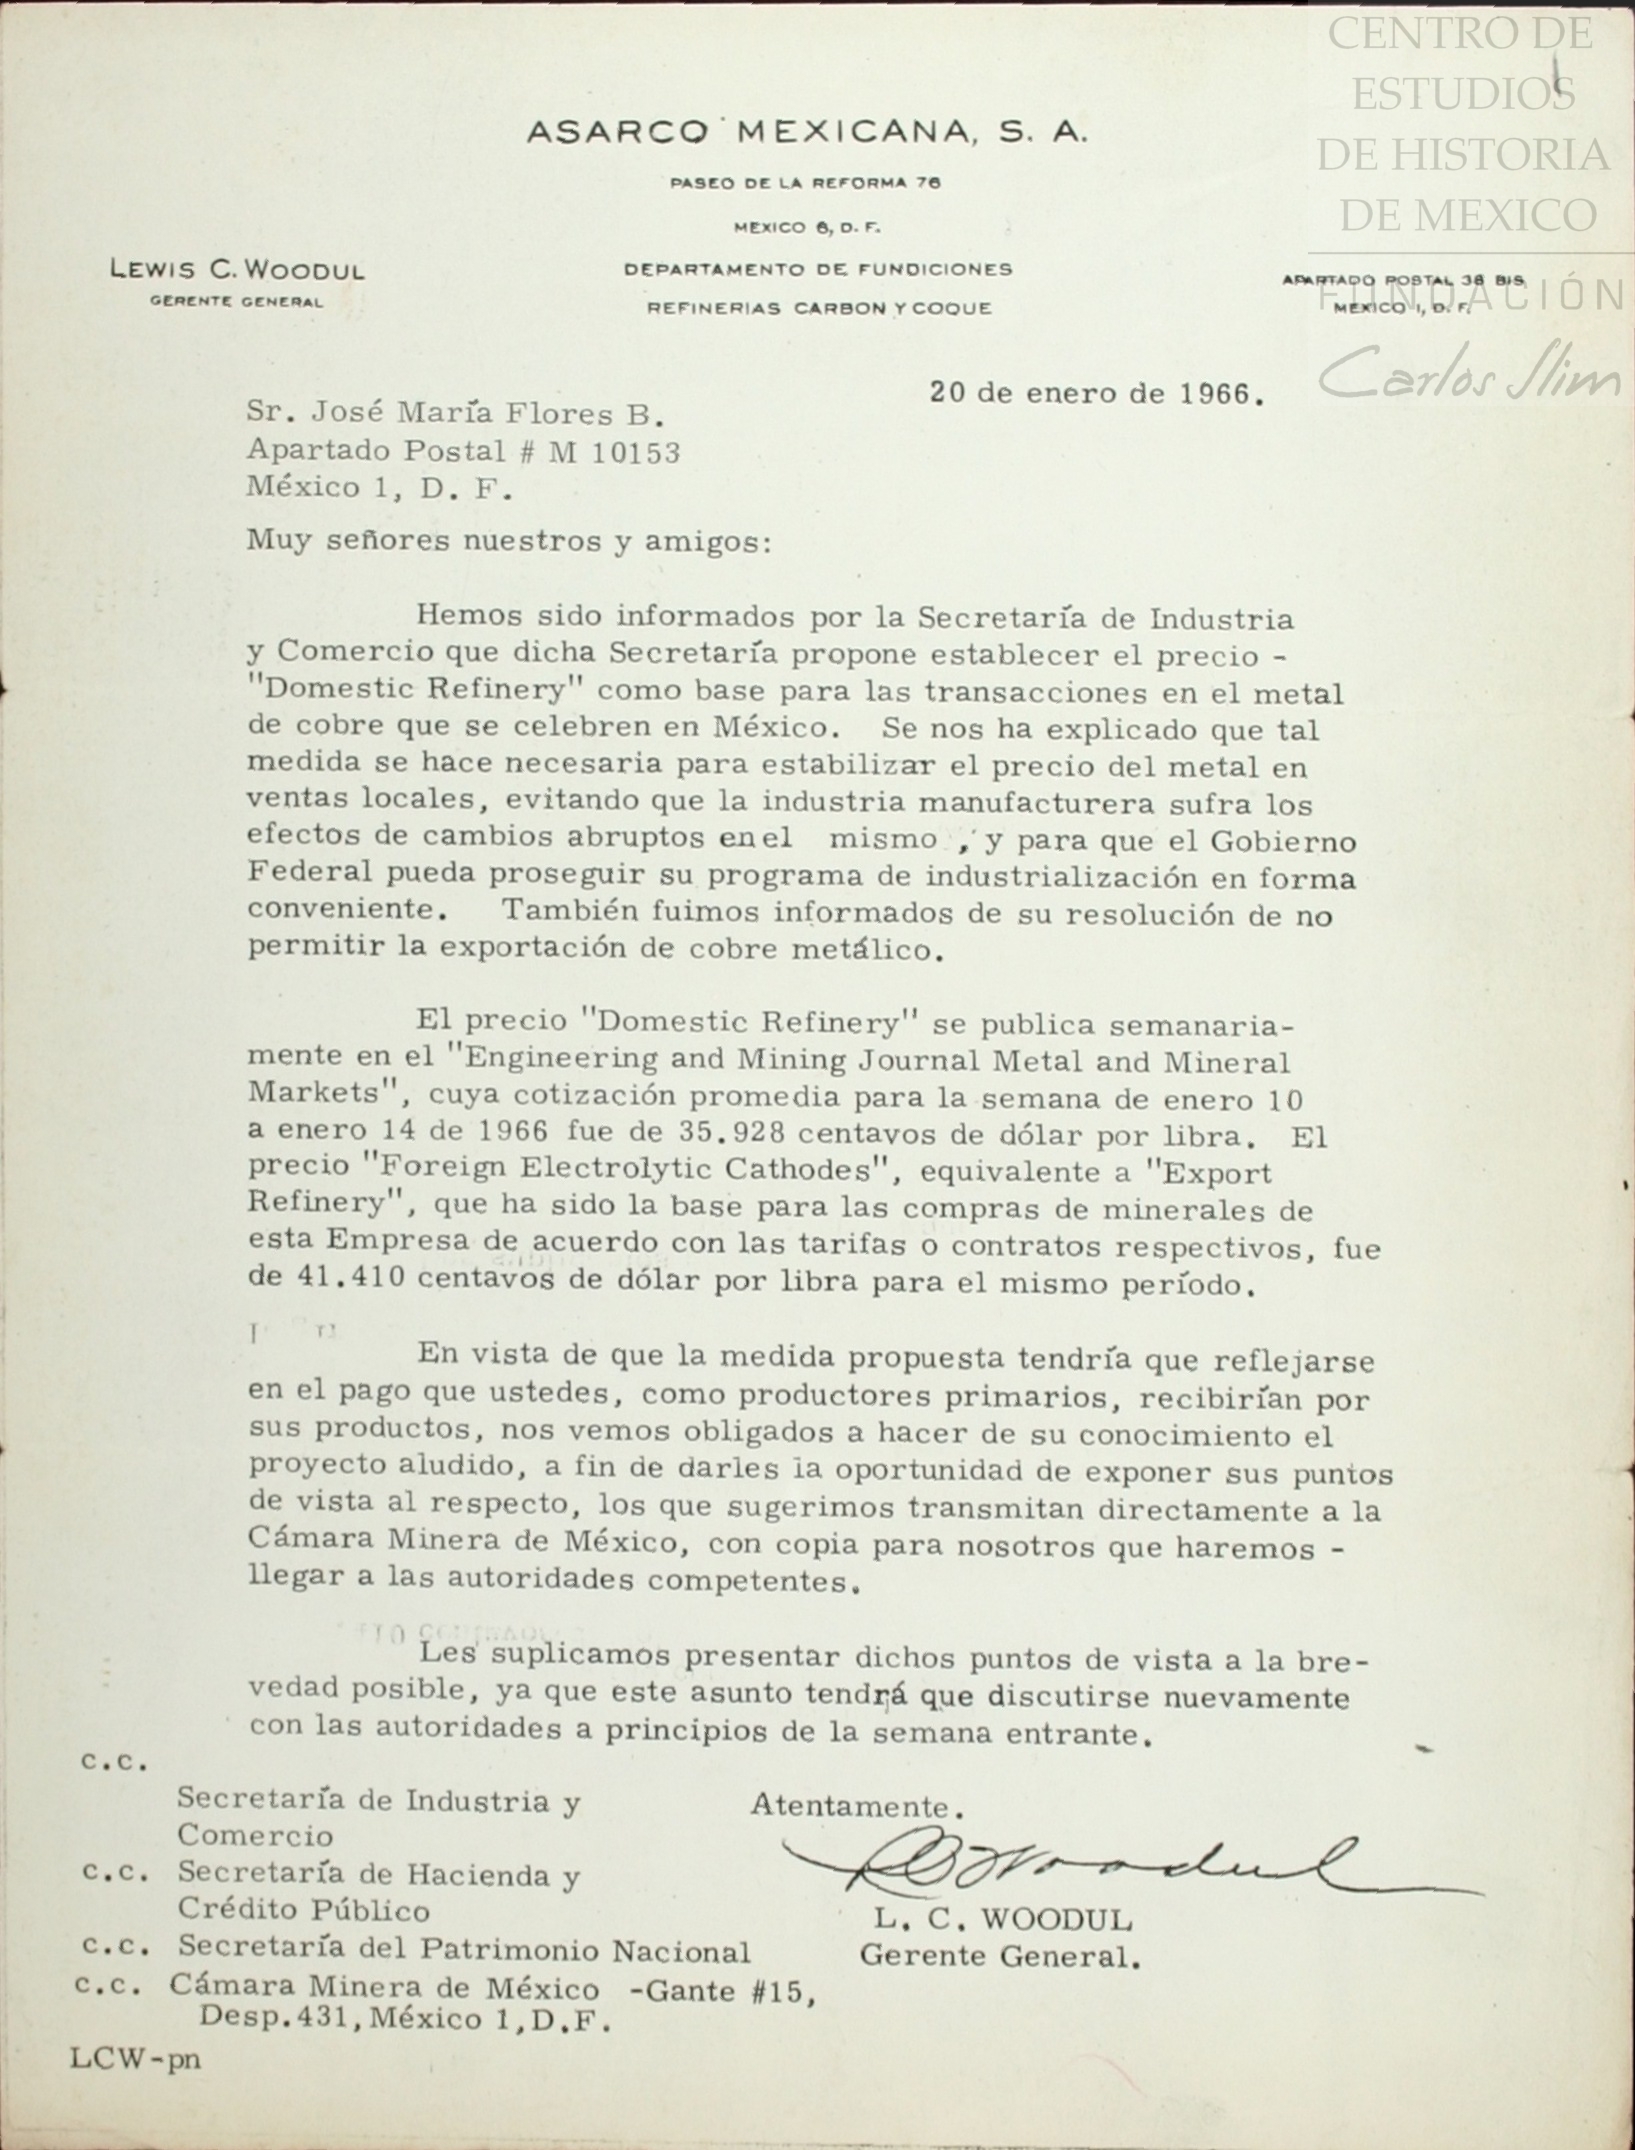 CENTRO DE
ESTUDIOS
DE HISTORIA
DE MEXICO
FUNDACIÓN
Carlos Slim
ASARCO MEXICANA, S. A.
PASEO DE LA REFORMA 76
MEXICO 6, D. F.
LEWIS C. WOODUL
GERENTE GENERAL
DEPARTAMENTO DE FUNDICIONES
REFINERIAS CARBON Y COQUE
APARTADO POSTAL 38 BIS
MEXICO 1, D. F.
20 de enero de 1966.
Sr. José María Flores B.
Apartado Postal # M 10153
México 1, D. F.
Muy señores nuestros y amigos:
Hemos sido informados por la Secretaría de Industria
y Comercio que dicha Secretaría propone establecer el precio -
"Domestic Refinery" como base para las transacciones en el metal
de cobre que se celebren en México. Se nos ha explicado que tal
medida se hace necesaria para estabilizar el precio del metal en
ventas locales, evitando que la industria manufacturera sufra los
efectos de cambios abruptos en el mismo , y para que el Gobierno
Federal pueda proseguir su programa de industrialización en forma
conveniente. También fuimos informados de su resolución de no
permitir la exportación de cobre metálico.
El precio "Domestic Refinery" se publica semanaria-
mente en el "Engineering and Mining Journal Metal and Mineral
Markets", cuya cotización promedia para la semana de enero 10
a enero 14 de 1966 fue de 35.928 centavos de dólar por libra. El
precio "Foreign Electrolytic Cathodes", equivalente a "Export
Refinery", que ha sido la base para las compras de minerales de
esta Empresa de acuerdo con las tarifas o contratos respectivos, fue
de 41.410 centavos de dólar por libra para el mismo período.
En vista de que la medida propuesta tendría que reflejarse
en el pago que ustedes, como productores primarios, recibirían por
sus productos, nos vemos obligados a hacer de su conocimiento el
proyecto aludido, a fin de darles la oportunidad de exponer sus puntos
de vista al respecto, los que sugerimos transmitan directamente a la
Cámara Minera de México, con copia para nosotros que haremos -
llegar a las autoridades competentes.
Les suplicamos presentar dichos puntos de vista a la bre-
vedad posible, ya que este asunto tendrá que discutirse nuevamente
con las autoridades a principios de la semana entrante.
c.c.
Secretaría de Industria y
Comercio
c.c. Secretaría de Hacienda y
Crédito Público
c.c. Secretaría del Patrimonio Nacional
c.c. Cámara Minera de México -Gante #15,
Desp.431, México 1, D.F.
LCW-pn
Atentamente.
L. C. WOODUL
Gerente General.